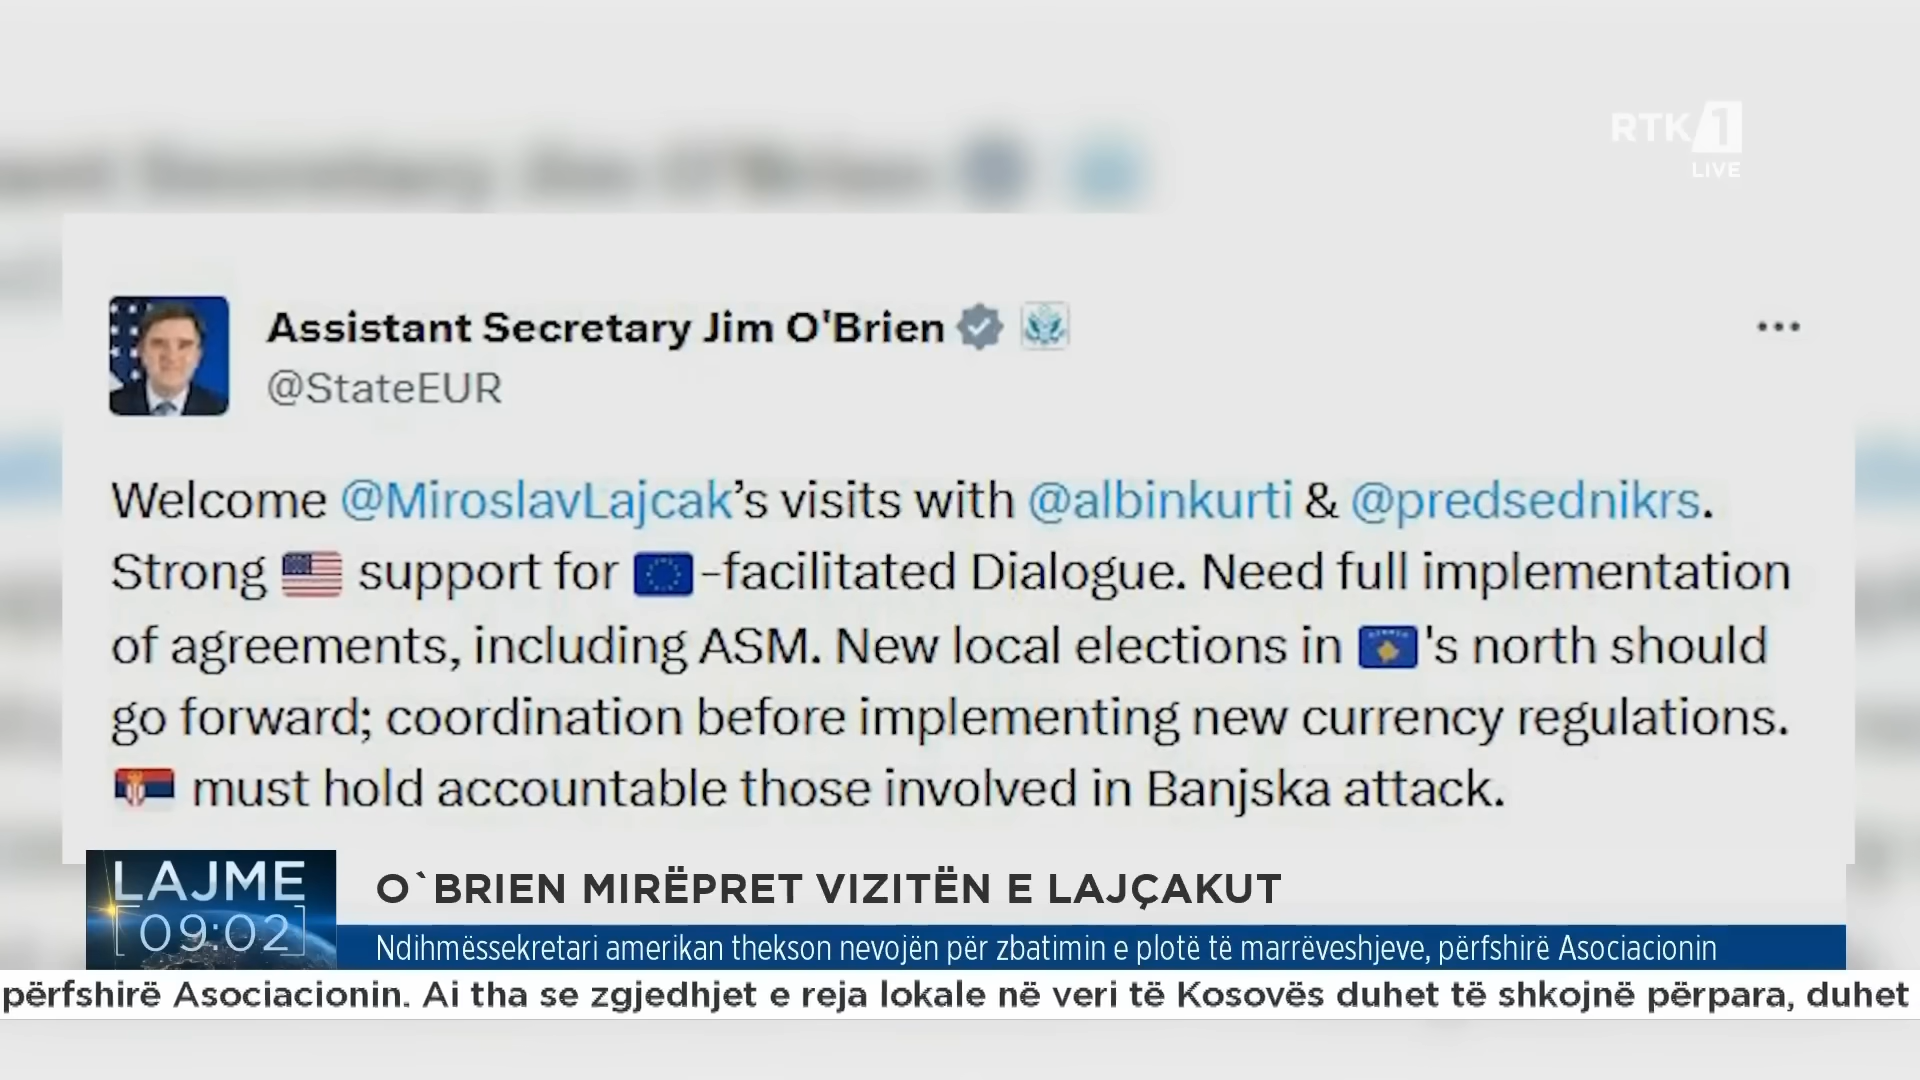 RTK 1
LIVE
Assistant Secretary Jim O'Brien
@StateEUR
Welcome @MiroslavLajcak’s visits with @albinkurti & @predsednikrs.
Strong 🇺🇸 support for 🇪🇺-facilitated Dialogue. Need full implementation
of agreements, including ASM. New local elections in 🇽🇰's north should
go forward; coordination before implementing new currency regulations.
🇷🇸 must hold accountable those involved in Banjska attack.
LAJME
09:02
O`BRIEN MIRËPRET VIZITËN E LAJÇAKUT
Ndihmëssekretari amerikan thekson nevojën për zbatimin e plotë të marrëveshjeve, përfshirë Asociacionin
përfshirë Asociacionin. Ai tha se zgjedhjet e reja lokale në veri të Kosovës duhet të shkojnë përpara, duhet